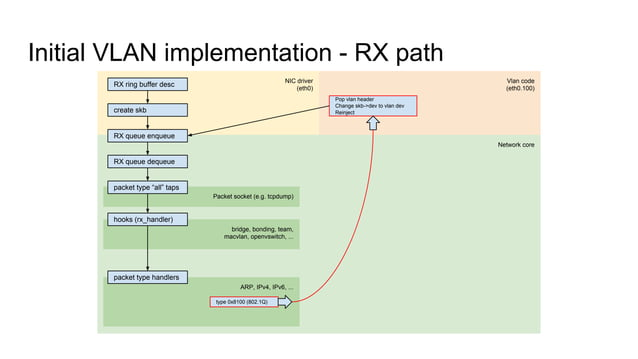 Initial VLAN implementation - RX path
RX ring buffer desc
NIC driver
(eth0)
Vlan code
(eth0.100)
create skb
Pop vlan header
Change skb->dev to vlan dev
Reinject
RX queue enqueue
Network core
RX queue dequeue
packet type “all” taps
Packet socket (e.g. tcpdump)
hooks (rx_handler)
bridge, bonding, team,
macvlan, openvswitch, ...
packet type handlers
ARP, IPv4, IPv6, ...
type 0x8100 (802.1Q)